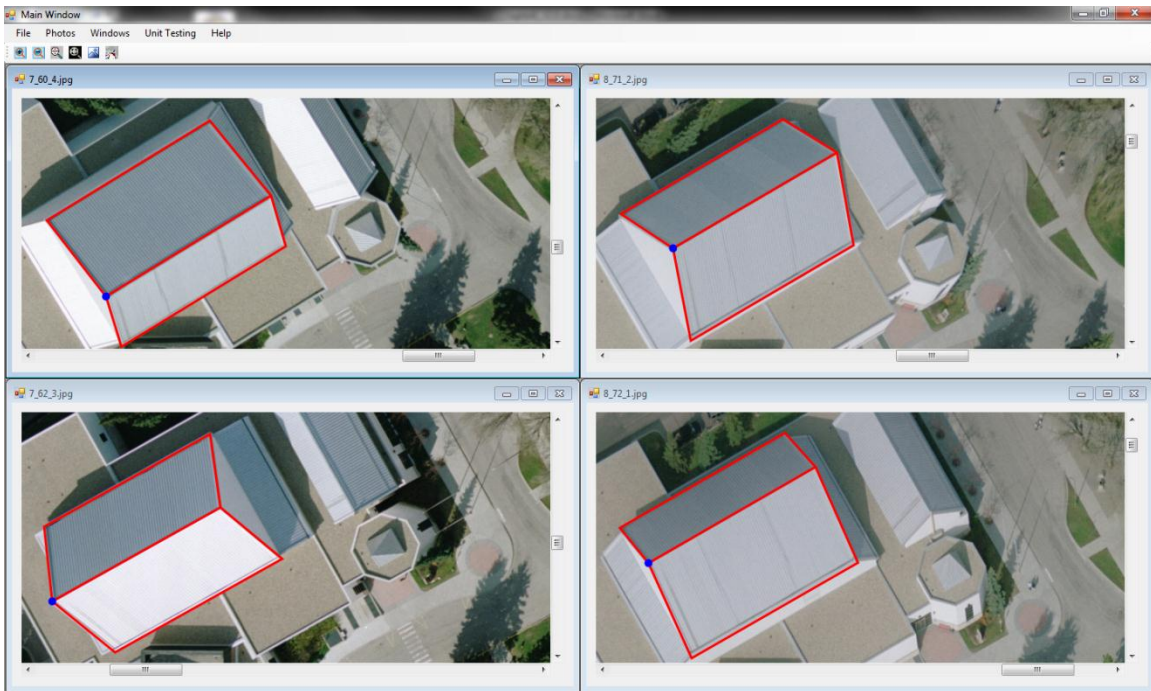 Main Window
File Photos Windows Unit Testing Help
7_60_4.jpg
8_71_2.jpg
7_62_3.jpg
8_72_1.jpg